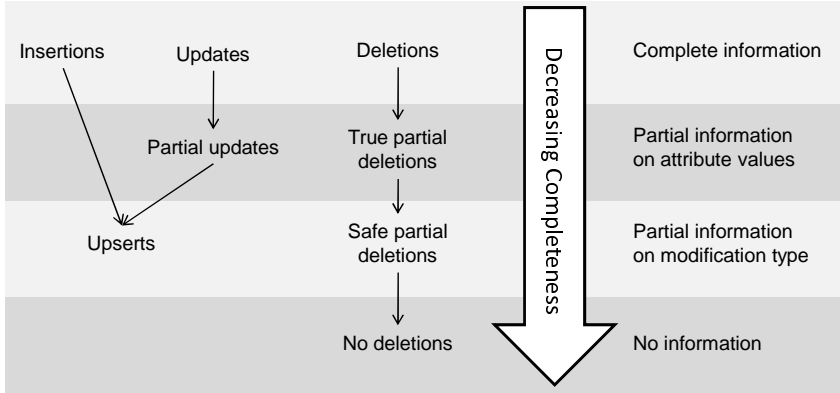 Insertions
Updates
Deletions
Complete information
Partial updates
True partial
deletions
Partial information
on attribute values
Upserts
Safe partial
deletions
Partial information
on modification type
No deletions
No information
Decreasing Completeness